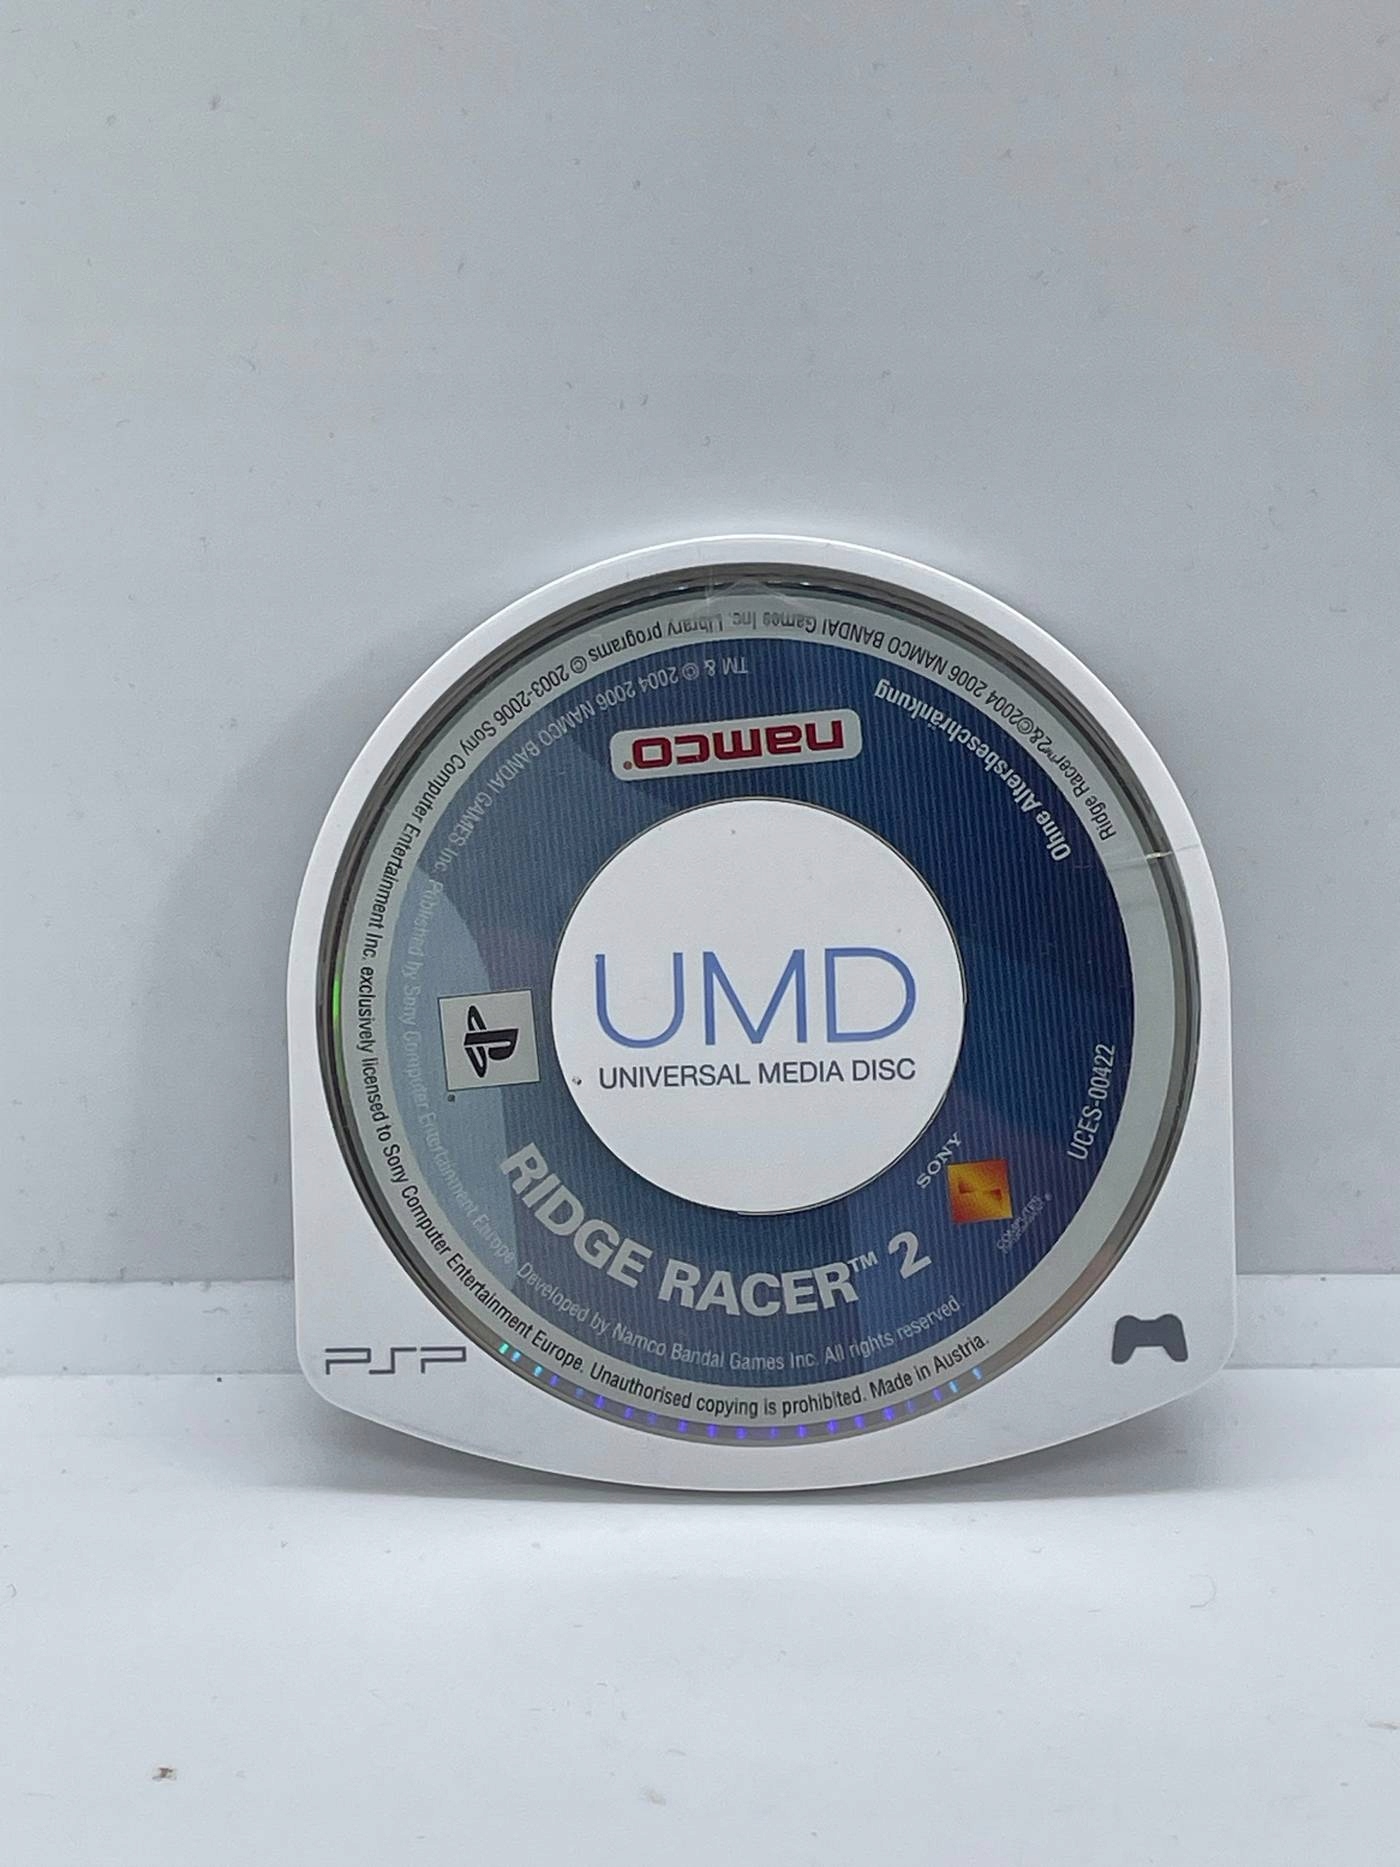 Ridge Racer™2&©2004 2006 NAMCO BANDAI Games Inc. Library programs © 2003-2006 Sony Computer Entertainment Inc. exclusively licensed to Sony Computer Entertainment Europe. Unauthorised copying is prohibited. Made in Austria.
TM & © 2004 2006 NAMCO BANDAI GAMES Inc. Published by Sony Computer Entertainment Europe. Developed by Namco Bandai Games Inc. All rights reserved.
Ohne Altersbeschränkung
namco®
UMD
UNIVERSAL MEDIA DISC
UCES-00422
SONY
COMPUTER
RIDGE RACER™ 2
PSP